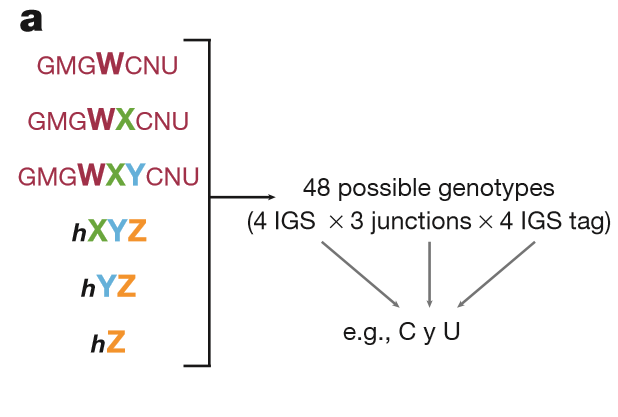 a
GMGWCNU
GMGWXCNU
GMGWXYCNU
hXYZ
hYZ
hZ
48 possible genotypes
(4 IGS × 3 junctions × 4 IGS tag)
e.g., C y U